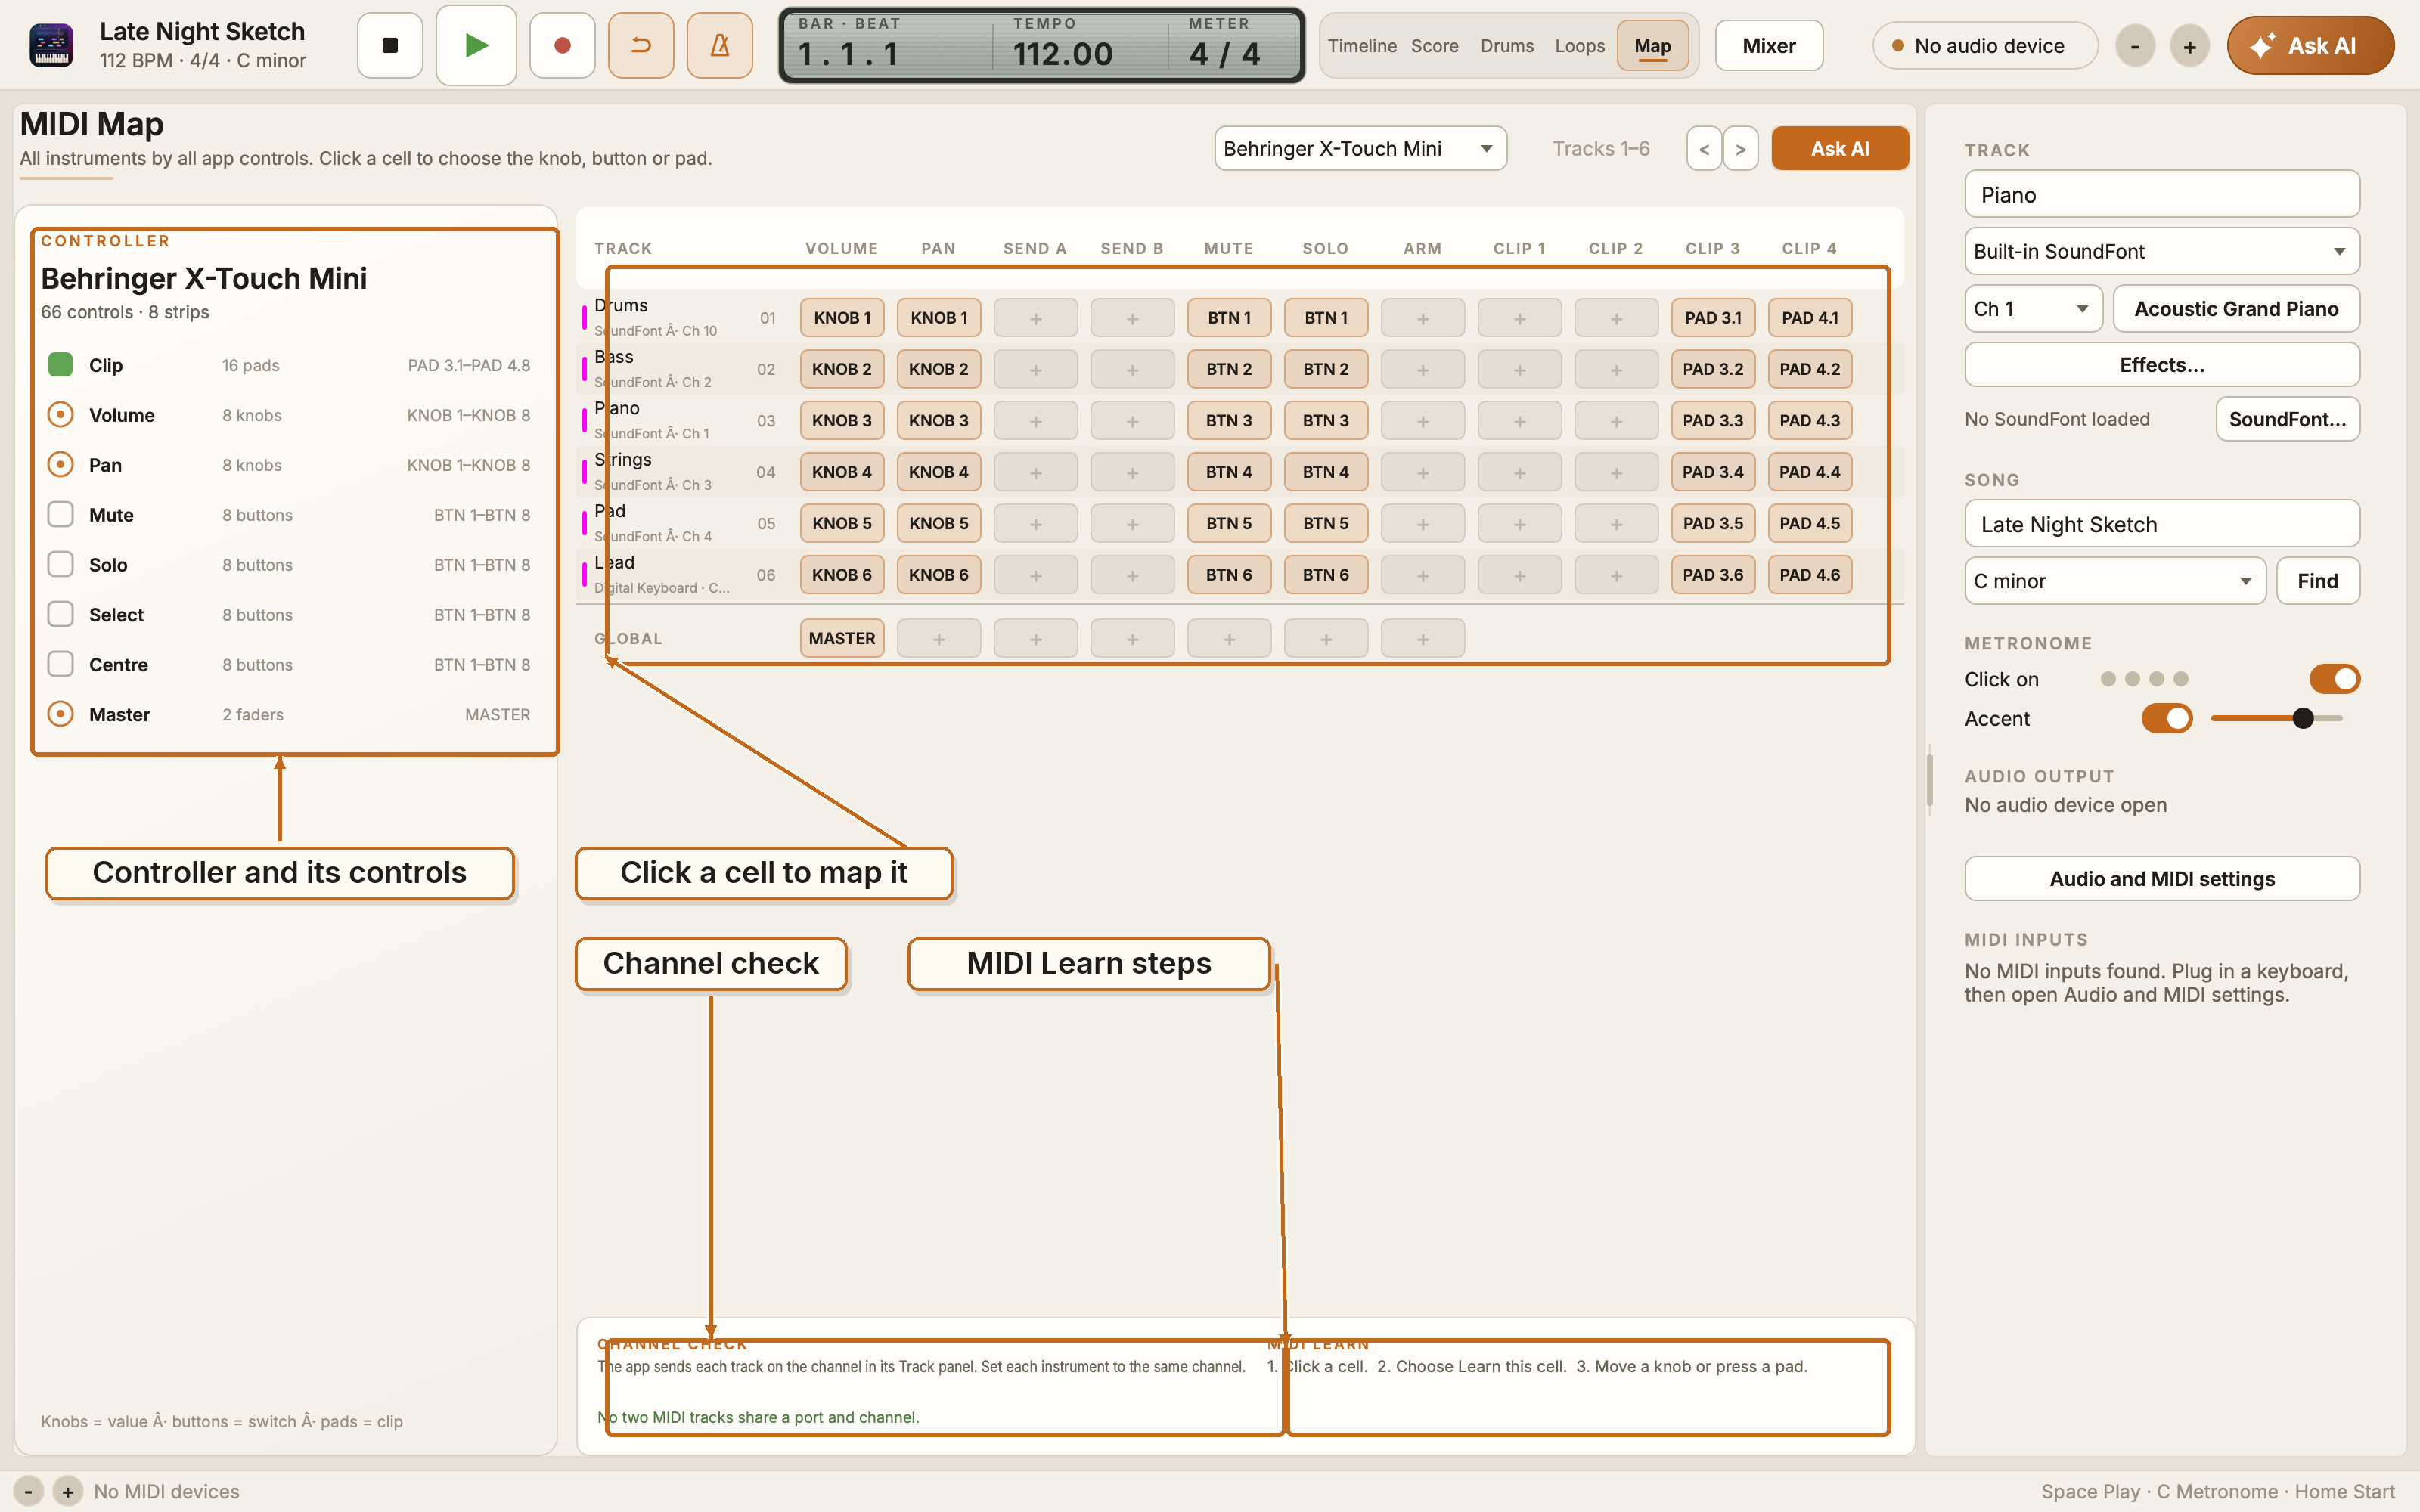 Late Night Sketch
112 BPM · 4/4 · C minor
BAR · BEAT TEMPO METER
1 . 1 . 1 112.00 4 / 4
Timeline Score Drums Loops Map Mixer
No audio device - + Ask AI
MIDI Map
All instruments by all app controls. Click a cell to choose the knob, button or pad.
Behringer X-Touch Mini Tracks 1–6 < > Ask AI
CONTROLLER
Behringer X-Touch Mini
66 controls · 8 strips
Clip 16 pads PAD 3.1–PAD 4.8
Volume 8 knobs KNOB 1–KNOB 8
Pan 8 knobs KNOB 1–KNOB 8
Mute 8 buttons BTN 1–BTN 8
Solo 8 buttons BTN 1–BTN 8
Select 8 buttons BTN 1–BTN 8
Centre 8 buttons BTN 1–BTN 8
Master 2 faders MASTER
Controller and its controls
Knobs = value Â· buttons = switch Â· pads = clip
TRACK VOLUME PAN SEND A SEND B MUTE SOLO ARM CLIP 1 CLIP 2 CLIP 3 CLIP 4
Drums
SoundFont Â· Ch 10 01 KNOB 1 KNOB 1 + + BTN 1 BTN 1 + + + PAD 3.1 PAD 4.1
Bass
SoundFont Â· Ch 2 02 KNOB 2 KNOB 2 + + BTN 2 BTN 2 + + + PAD 3.2 PAD 4.2
Piano
SoundFont Â· Ch 1 03 KNOB 3 KNOB 3 + + BTN 3 BTN 3 + + + PAD 3.3 PAD 4.3
Strings
SoundFont Â· Ch 3 04 KNOB 4 KNOB 4 + + BTN 4 BTN 4 + + + PAD 3.4 PAD 4.4
Pad
SoundFont Â· Ch 4 05 KNOB 5 KNOB 5 + + BTN 5 BTN 5 + + + PAD 3.5 PAD 4.5
Lead
Digital Keyboard · C... 06 KNOB 6 KNOB 6 + + BTN 6 BTN 6 + + + PAD 3.6 PAD 4.6
GLOBAL MASTER + + + + + +
Click a cell to map it
Channel check MIDI Learn steps
CHANNEL CHECK
The app sends each track on the channel in its Track panel. Set each instrument to the same channel.
No two MIDI tracks share a port and channel.
MIDI LEARN
1. Click a cell. 2. Choose Learn this cell. 3. Move a knob or press a pad.
TRACK
Piano
Built-in SoundFont
Ch 1 Acoustic Grand Piano
Effects...
No SoundFont loaded SoundFont...
SONG
Late Night Sketch
C minor Find
METRONOME
Click on
Accent
AUDIO OUTPUT
No audio device open
Audio and MIDI settings
MIDI INPUTS
No MIDI inputs found. Plug in a keyboard,
then open Audio and MIDI settings.
- + No MIDI devices
Space Play · C Metronome · Home Start